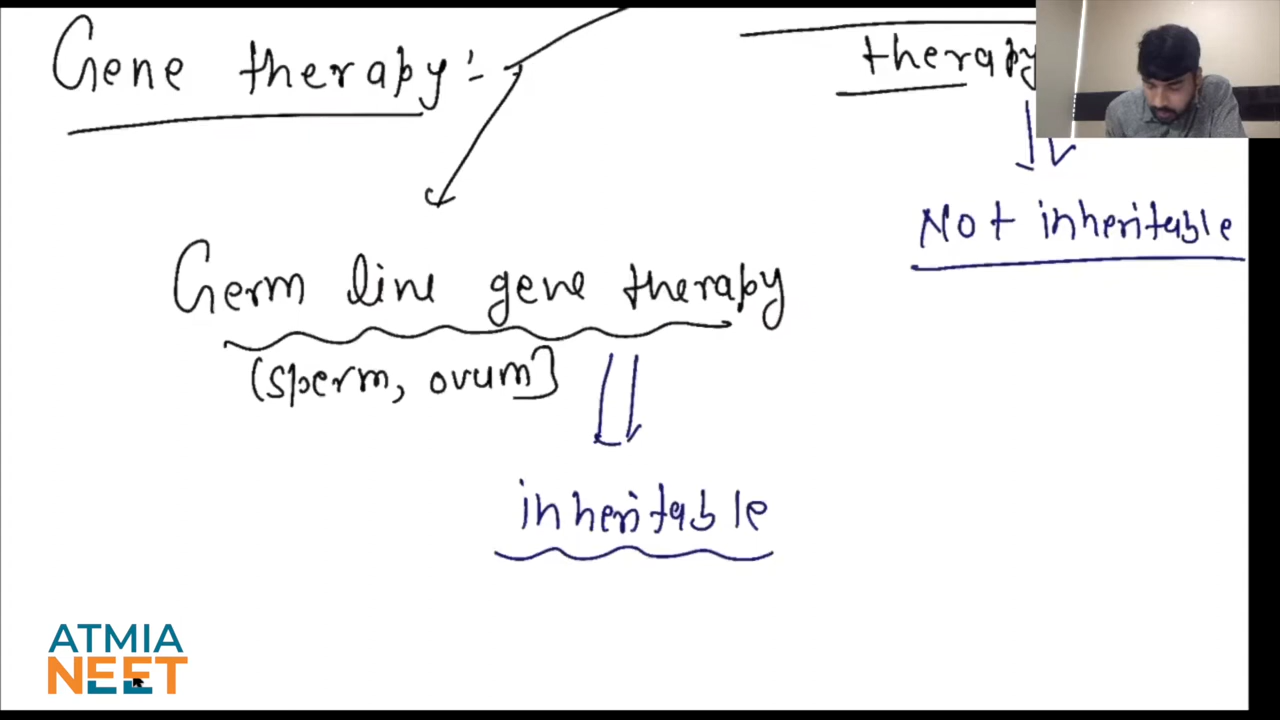 Gene therapy:-
therapy
Not inheritable
Germ line gene therapy
(sperm, ovum)
inheritable
ATMIA
NEET